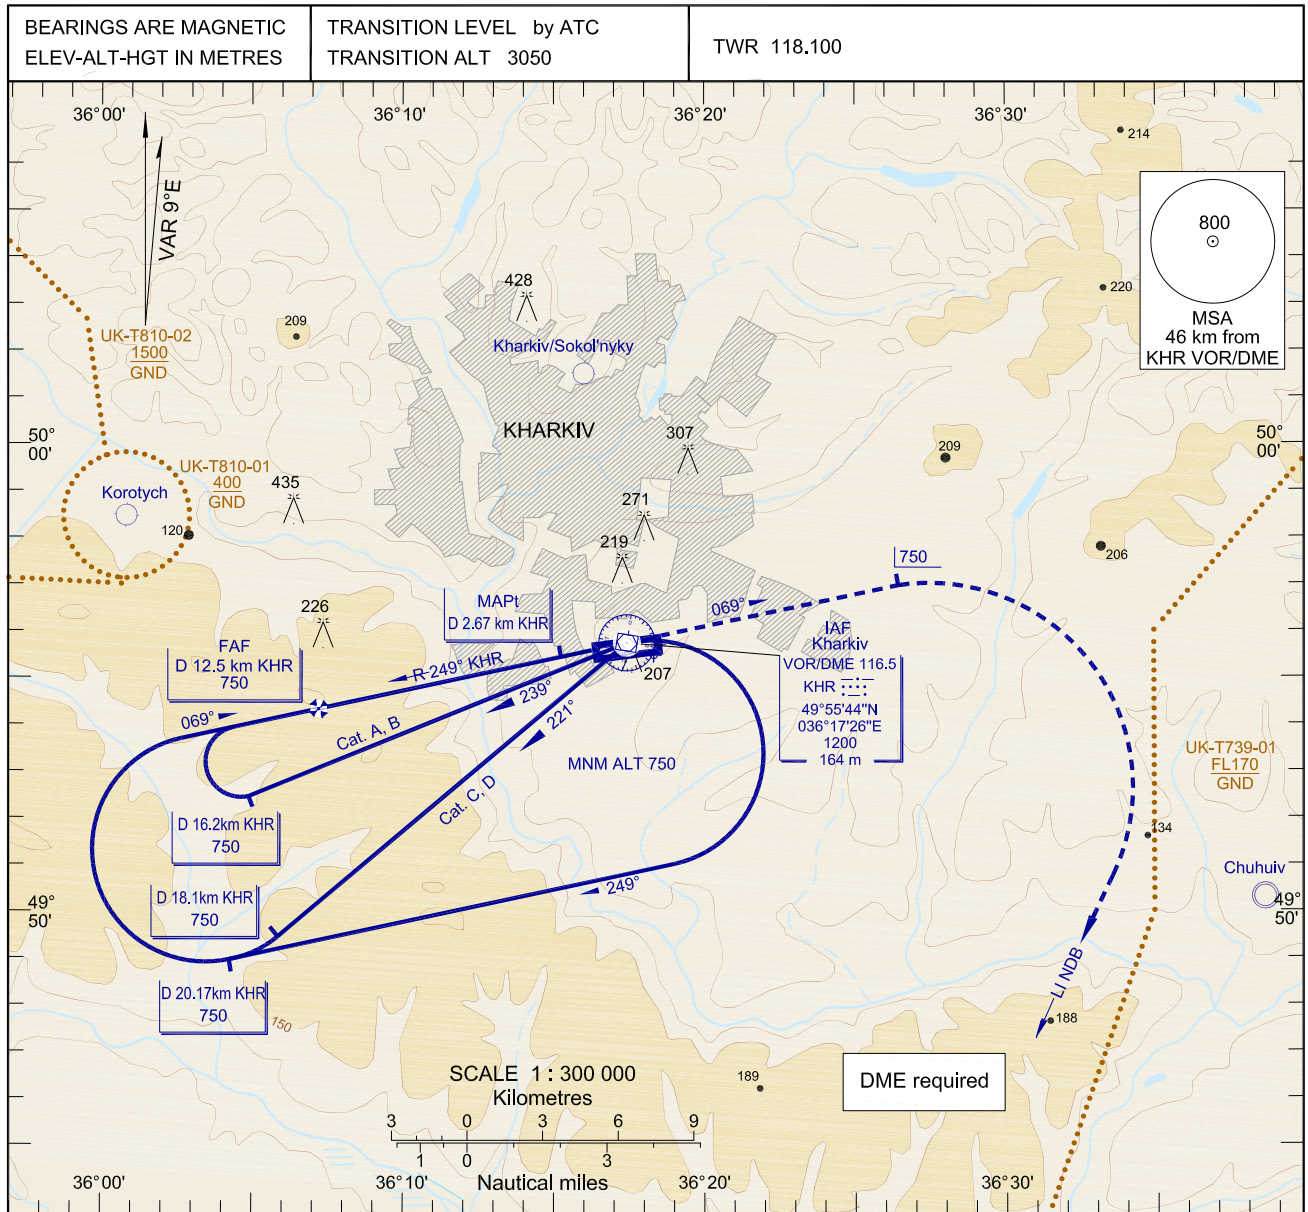 BEARINGS ARE MAGNETIC
ELEV-ALT-HGT IN METRES
TRANSITION LEVEL by ATC
TRANSITION ALT 3050
TWR 118.100
36°00'
36°10'
36°20'
36°30'
214
VAR 9°E
800
MSA
46 km from
KHR VOR/DME
220
428
209
UK-T810-02
1500
GND
Kharkiv/Sokol'nyky
KHARKIV
307
50°
00'
50°
00'
209
UK-T810-01
400
GND
435
Korotych
271
120
219
206
750
226
MAPt
D 2.67 km KHR
069°
IAF
Kharkiv
VOR/DME 116.5
KHR
49°55'44"N
036°17'26"E
1200
164 m
FAF
D 12.5 km KHR
750
R-249° KHR
207
239°
221°
069°
Cat. A, B
MNM ALT 750
UK-T739-01
FL170
GND
Cat. C, D
D 16.2km KHR
750
134
Chuhuiv
249°
D 18.1km KHR
750
49°
50'
49°
50'
LI NDB
D 20.17km KHR
750
150
188
SCALE 1 : 300 000
Kilometres
189
DME required
3 0 3 6 9
1 0 3
Nautical miles
36°00'
36°10'
36°20'
36°30'